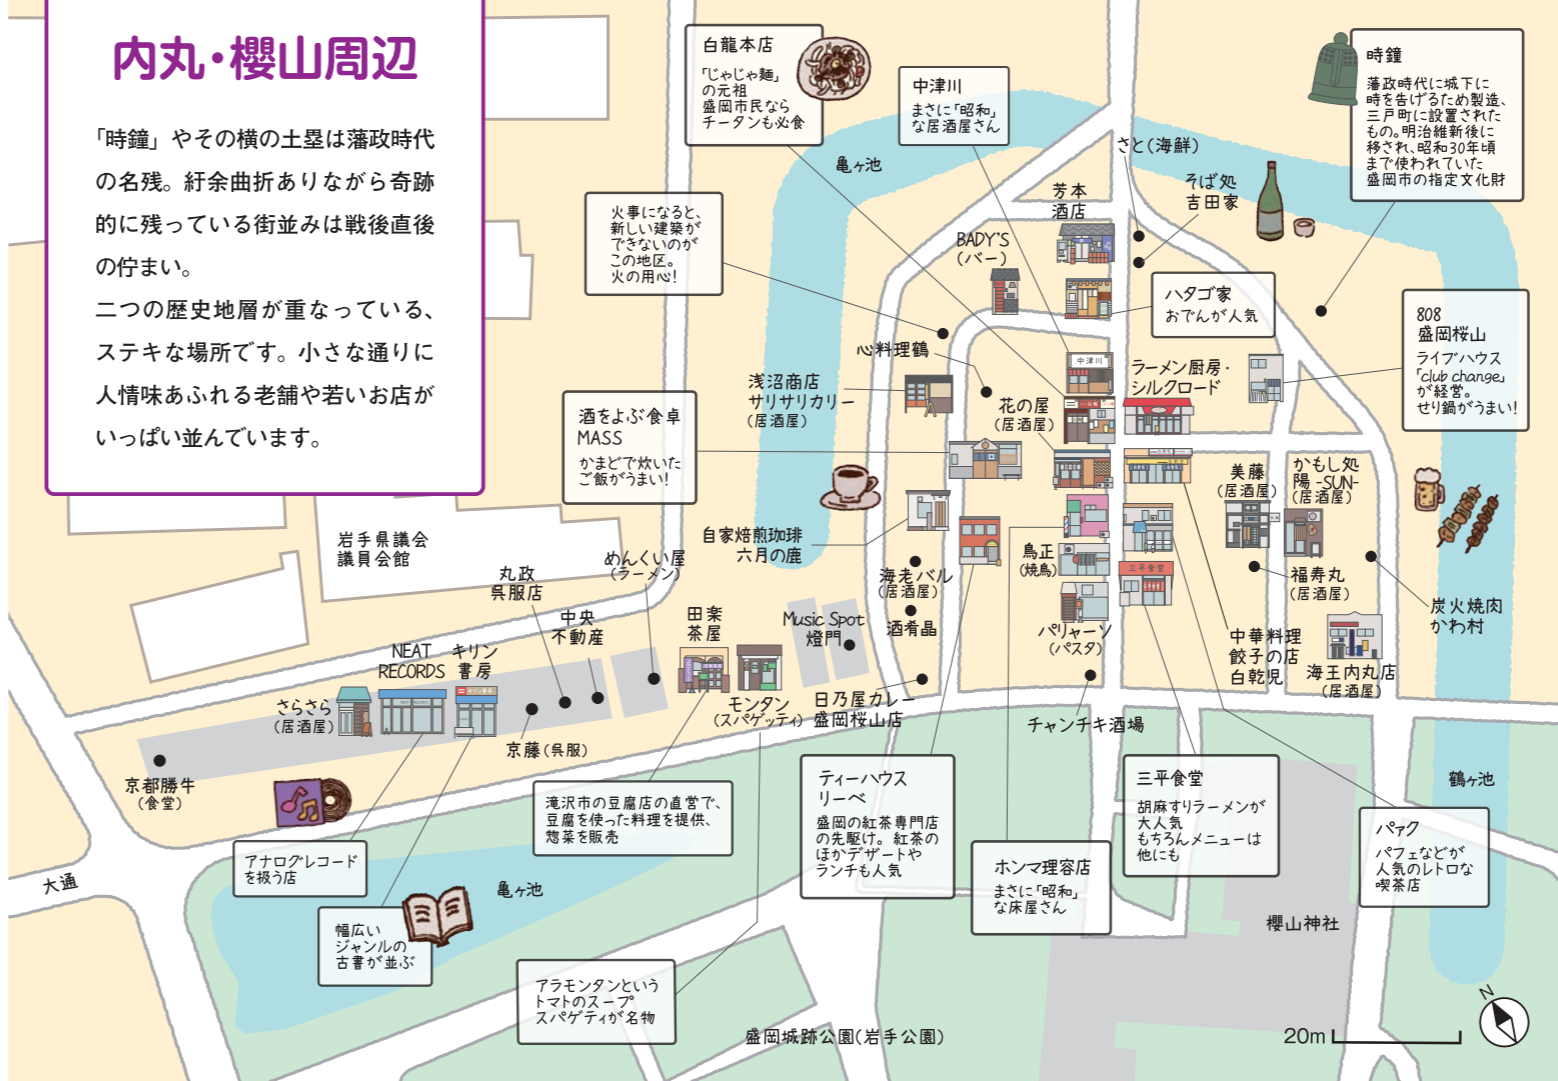 内丸・櫻山周辺
「時鐘」やその横の土塁は藩政時代
の名残。紆余曲折ありながら奇跡
的に残っている街並みは戦後直後
の佇まい。
二つの歴史地層が重なっている、
ステキな場所です。小さな通りに
人情味あふれる老舗や若いお店が
いっぱい並んでいます。
白龍本店
「じゃじゃ麺」
の元祖
盛岡市民なら
チータンも必食
中津川
まさに「昭和」
な居酒屋さん
時鐘
藩政時代に城下に
時を告げるため製造、
三戸町に設置された
もの。明治維新後に
移され、昭和30年頃
まで使われていた
盛岡市の指定文化財
亀ヶ池
さと(海鮮)
そば処
吉田家
芳本
酒店
BADY'S
(バー)
火事になると、
新しい建築が
できないのが
この地区。
火の用心!
ハタゴ家
おでんが人気
808
盛岡桜山
ライブハウス
「club change」
が経営。
せり鍋がうまい!
心料理鶴
中津川
ラーメン厨房・
シルクロード
浅沼商店
サリサリカリー
(居酒屋)
花の屋
(居酒屋)
酒をよぶ食卓
MASS
かまどで炊いた
ご飯がうまい!
美藤
(居酒屋)
かもし処
陽 -SUN-
(居酒屋)
自家焙煎珈琲
六月の鹿
岩手県議会
議員会館
めんくい屋
(ラーメン)
丸政
呉服店
中央
不動産
海老バル
(居酒屋)
酒肴晶
鳥正
(焼鳥)
三平食堂
福寿丸
(居酒屋)
炭火焼肉
かわ村
田楽
茶屋
Music Spot
燈門
パリャーソ
(パスタ)
中華料理
餃子の店
白乾児
海王内丸店
(居酒屋)
NEAT
RECORDS
キリン
書房
さらさら
(居酒屋)
モンタン
(スパゲッティ)
日乃屋カレー
盛岡桜山店
チャンチキ酒場
京藤(呉服)
京都勝牛
(食堂)
滝沢市の豆腐店の直営で、
豆腐を使った料理を提供、
惣菜を販売
ティーハウス
リーベ
盛岡の紅茶専門店
の先駆け。紅茶の
ほかデザートや
ランチも人気
三平食堂
胡麻すりラーメンが
大人気
もちろんメニューは
他にも
鶴ヶ池
パァク
パフェなどが
人気のレトロな
喫茶店
アナログレコード
を扱う店
大通
亀ヶ池
ホンマ理容店
まさに「昭和」
な床屋さん
幅広い
ジャンルの
古書が並ぶ
櫻山神社
アラモンタンという
トマトのスープ
スパゲティが名物
盛岡城跡公園(岩手公園)
20m
N